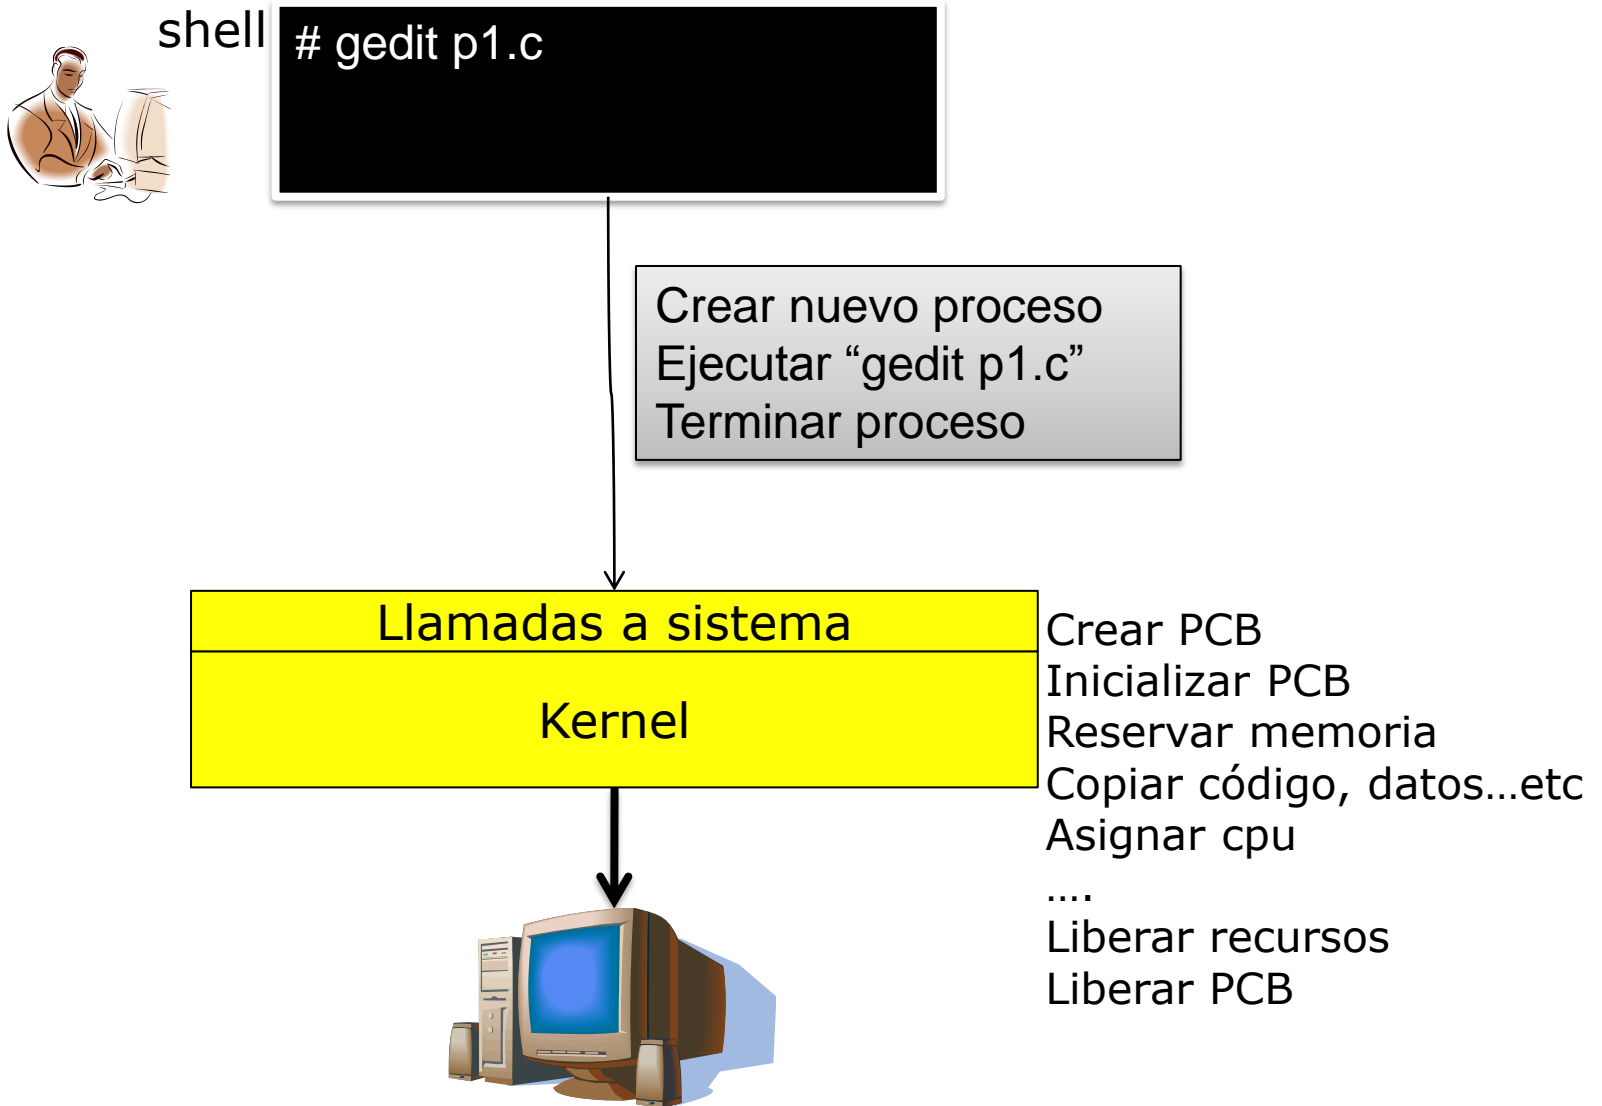 shell
# gedit p1.c
Crear nuevo proceso
Ejecutar “gedit p1.c”
Terminar proceso
Llamadas a sistema
Kernel
Crear PCB
Inicializar PCB
Reservar memoria
Copiar código, datos…etc
Asignar cpu
….
Liberar recursos
Liberar PCB